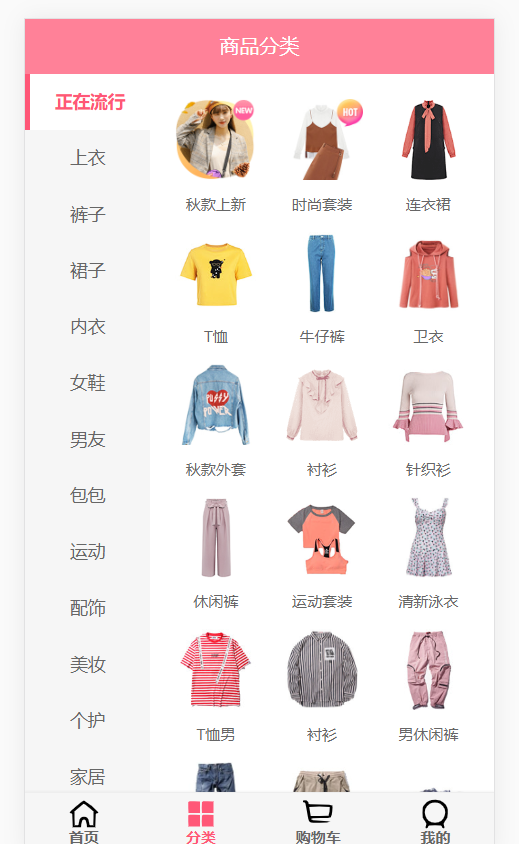 商品分类
正在流行
上衣
裤子
裙子
内衣
女鞋
男友
包包
运动
配饰
美妆
个护
家居
NEW
HOT
秋款上新
时尚套装
连衣裙
T恤
牛仔裤
卫衣
PUSSY
POWER
秋款外套
衬衫
针织衫
休闲裤
运动套装
清新泳衣
T恤男
衬衫
男休闲裤
首页
分类
购物车
我的